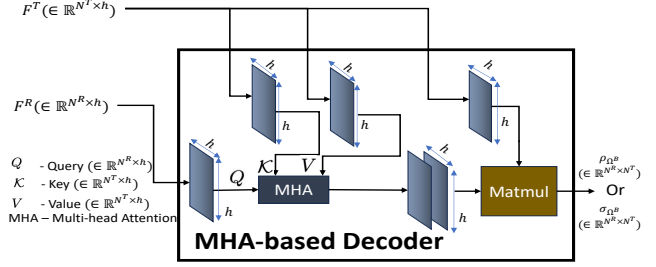 F^T(∈ ℝ^{N^T×h})
h h h
h h h
F^R(∈ ℝ^{N^R×h})
Q - Query (∈ ℝ^{N^R×h})
𝒦 - Key (∈ ℝ^{N^T×h})
V - Value (∈ ℝ^{N^T×h})
MHA – Multi-head Attention
h
Q
h
𝒦 V
MHA
h
h
Matmul
ρ_{Ω^B}
(∈ ℝ^{N^R×N^T})
Or
σ_{Ω^B}
(∈ ℝ^{N^R×N^T})
MHA-based Decoder